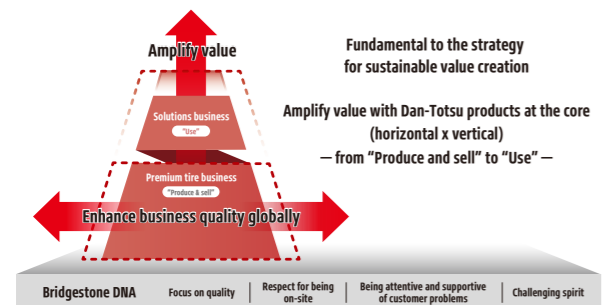 Amplify value
Solutions business
"Use"
Premium tire business
"Produce & sell"
Enhance business quality globally
Fundamental to the strategy
for sustainable value creation
Amplify value with Dan-Totsu products at the core
(horizontal x vertical)
— from "Produce and sell" to "Use" —
Bridgestone DNA
Focus on quality
Respect for being
on-site
Being attentive and supportive
of customer problems
Challenging spirit